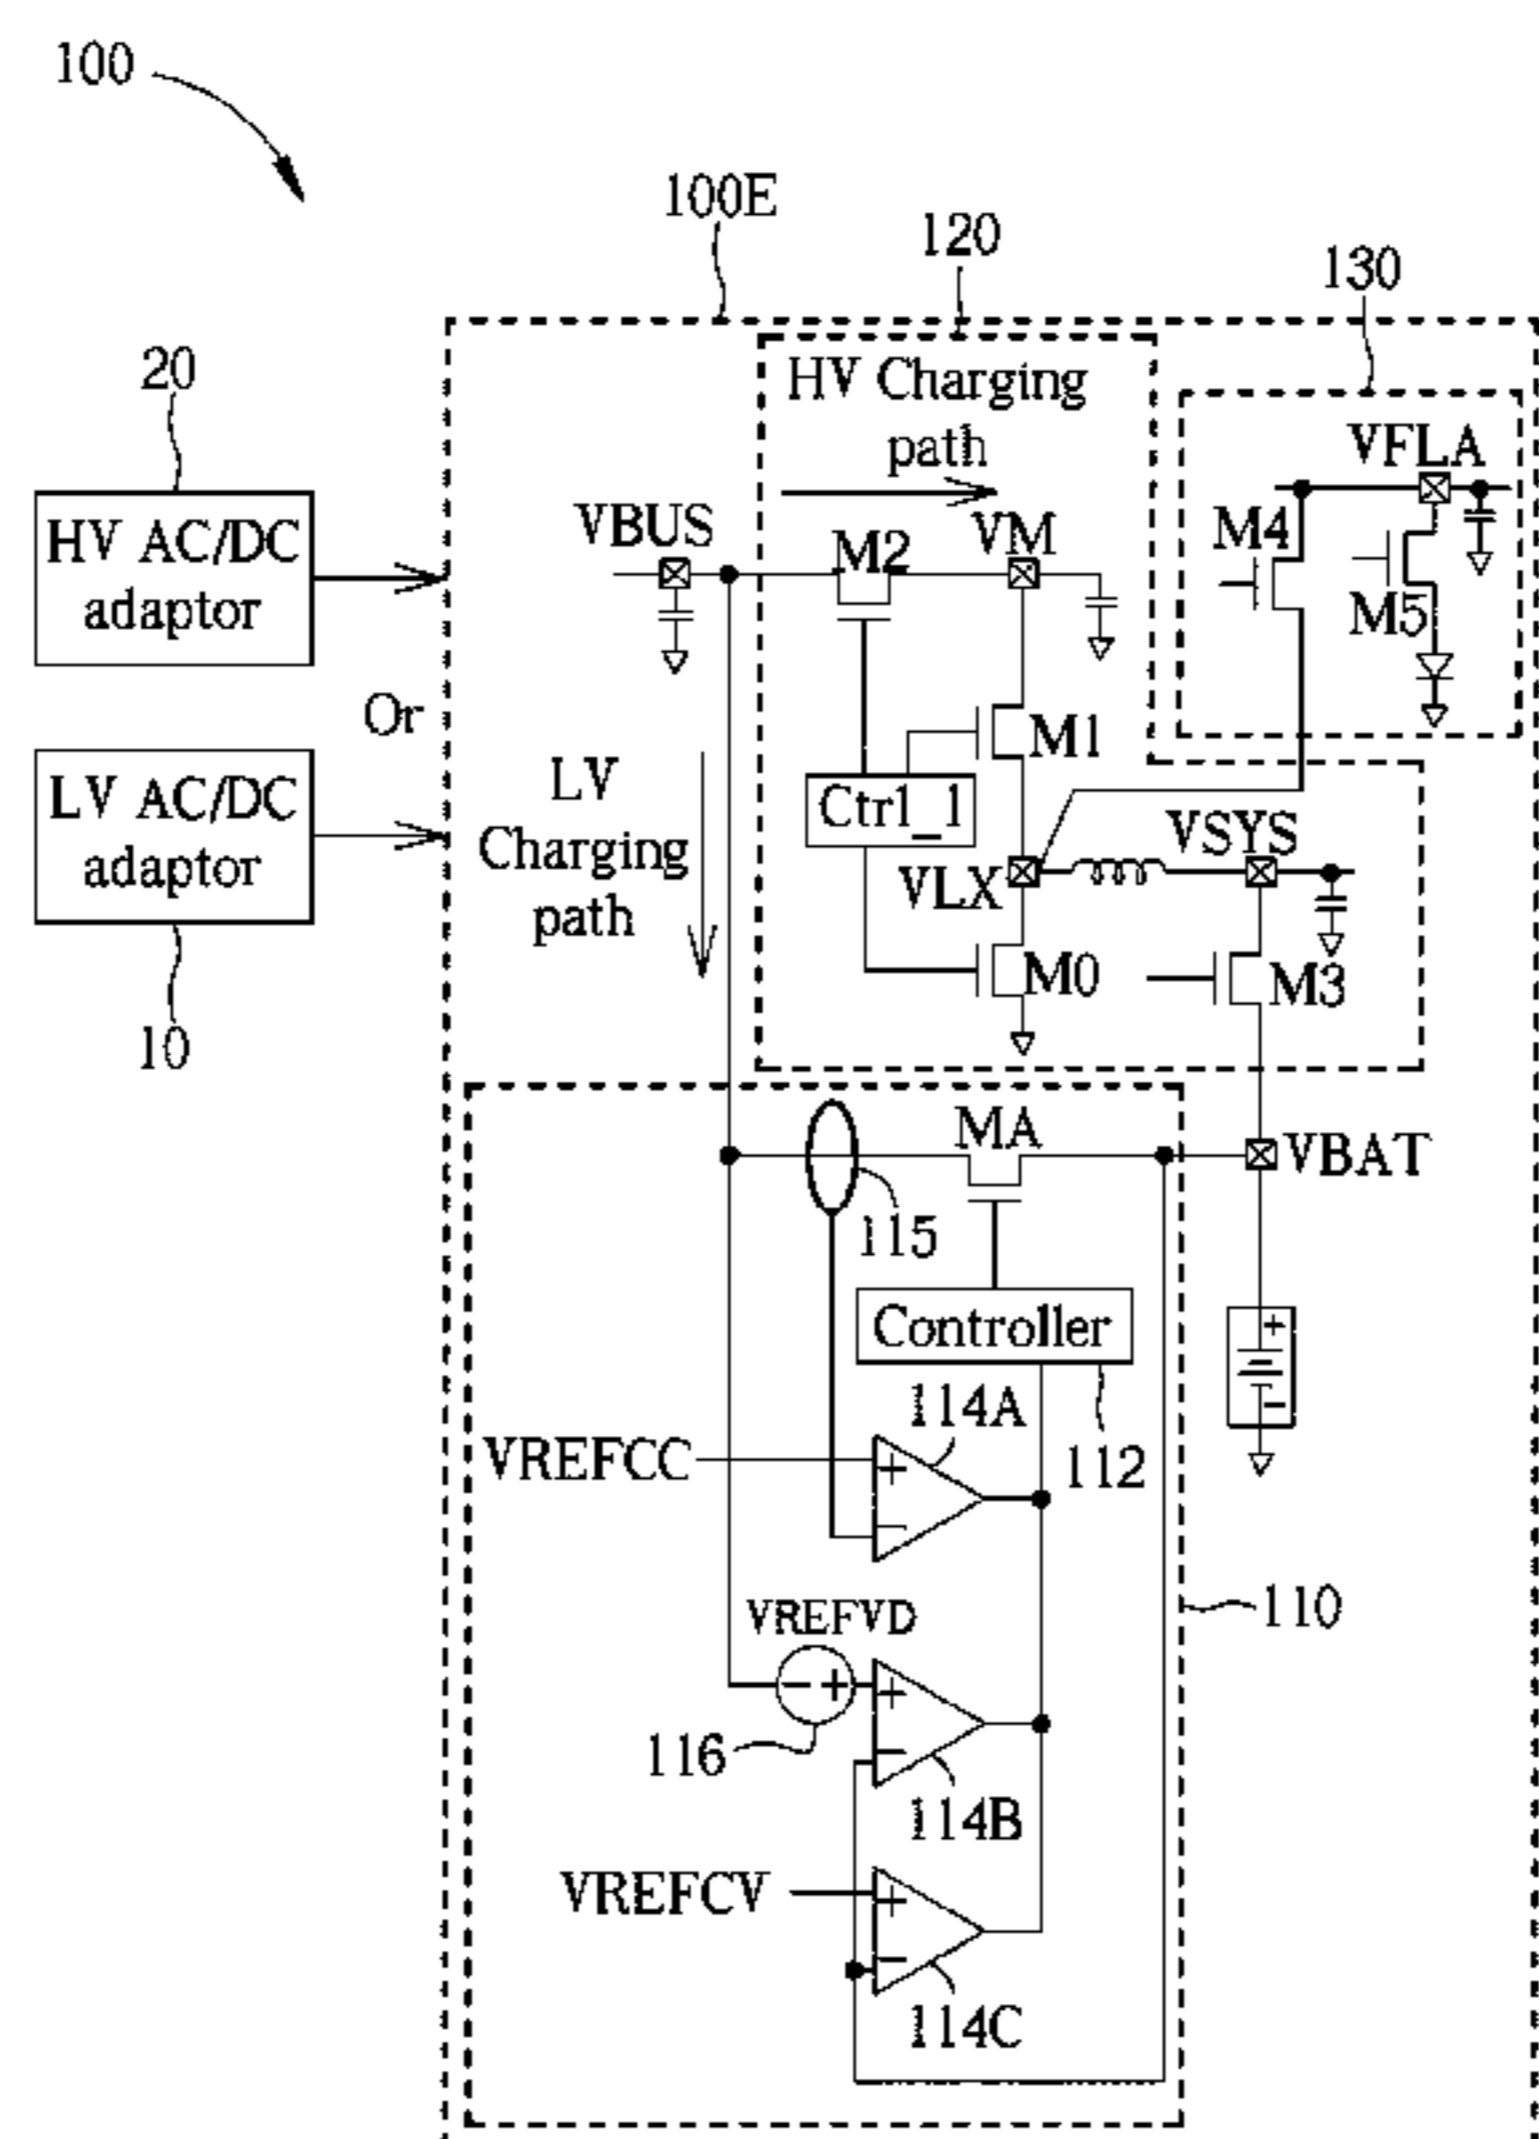 100
100E
120
130
20
HV AC/DC
adaptor
HV Charging
path
VFLA
VBUS
M2
VM
M4
M5
Or
LV AC/DC
adaptor
10
LV
Charging
path
Ctrl_1
M1
VSYS
VLX
M0
M3
MA
VBAT
115
Controller
114A
VREFCC
112
+
-
VREFVD
- +
+
-
116
114B
110
VREFCV
+
-
114C
+
-